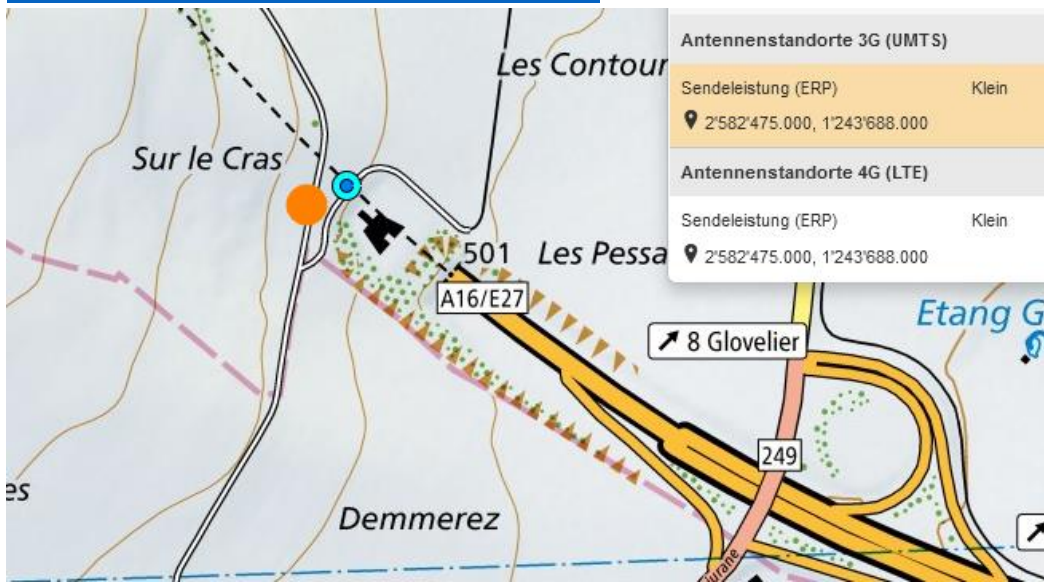 Antennenstandorte 3G (UMTS)
Sendeleistung (ERP) Klein
2'582'475.000, 1'243'688.000
Antennenstandorte 4G (LTE)
Sendeleistung (ERP) Klein
2'582'475.000, 1'243'688.000
Les Contour
Sur le Cras
501 Les Pessa
A16/E27
Etang G
8 Glovelier
249
es
Demmerez
jurane